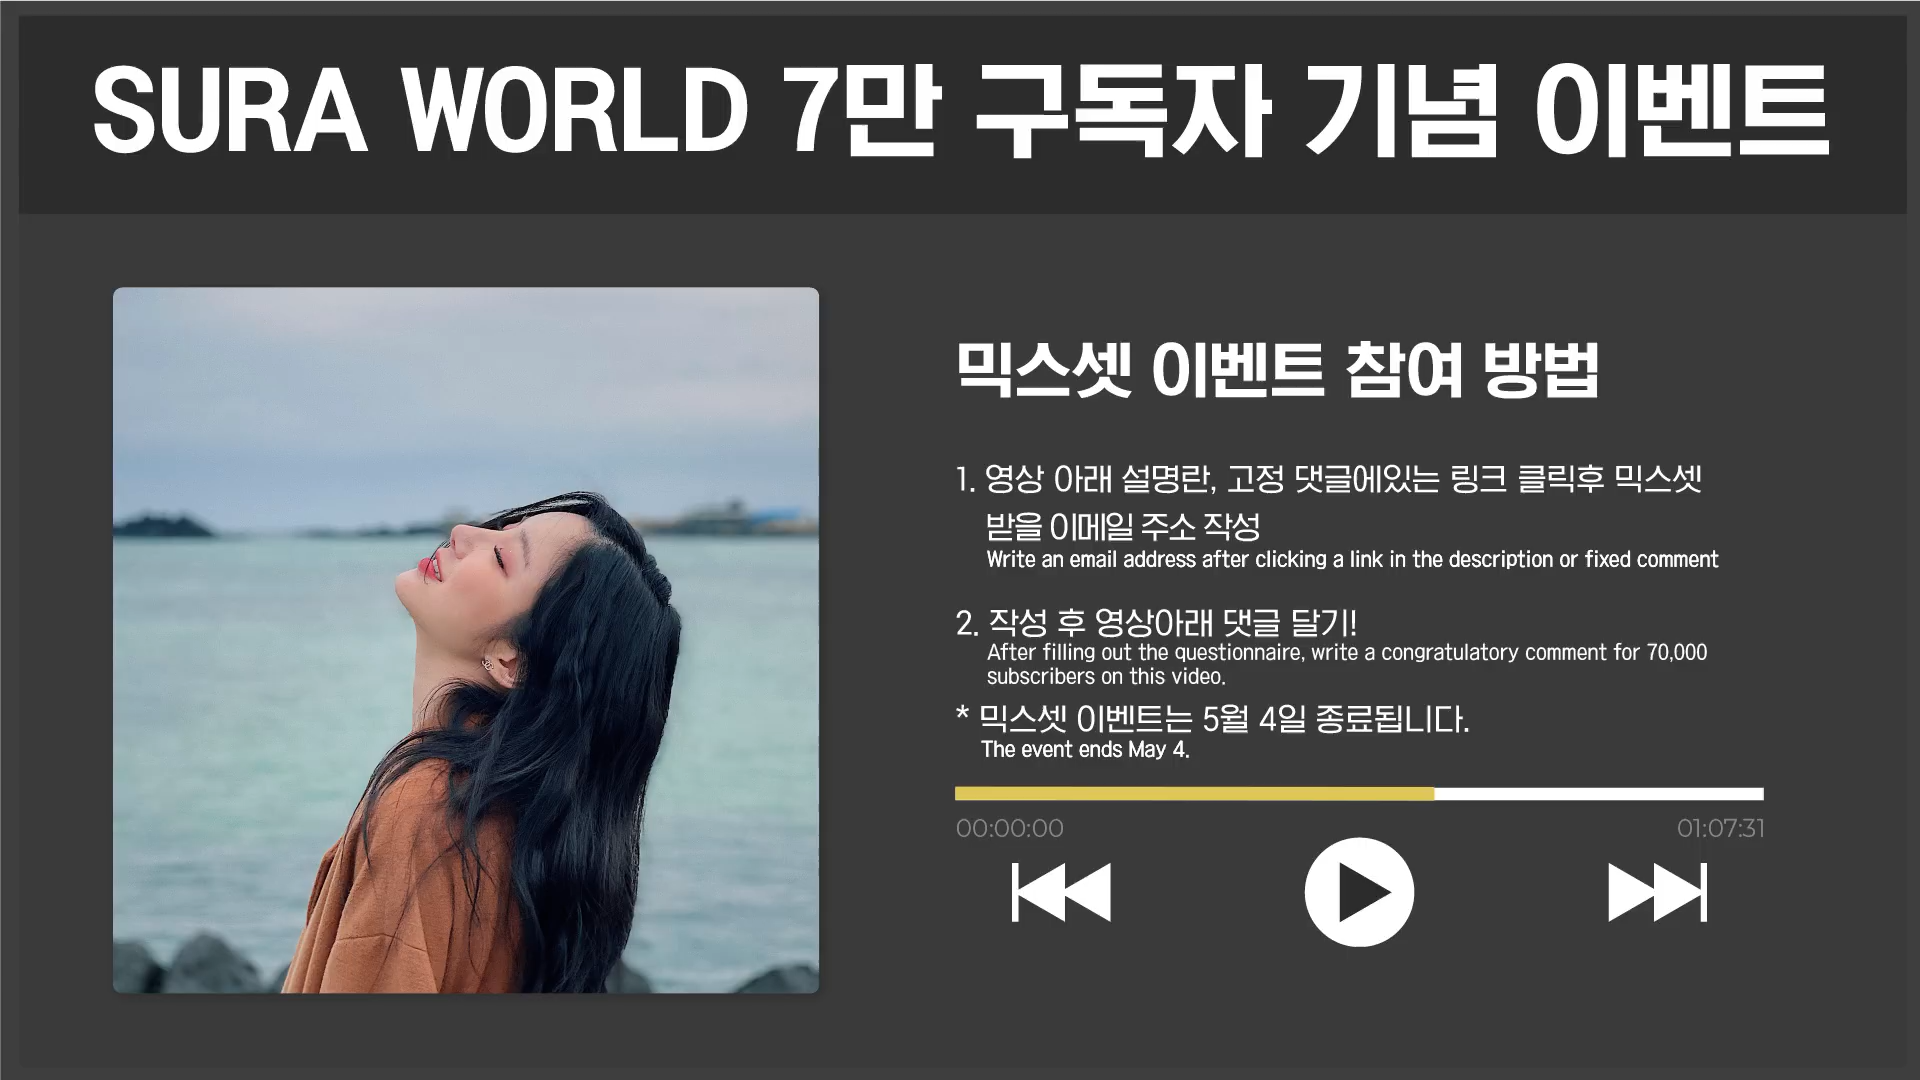 SURA WORLD 7만 구독자 기념 이벤트
믹스셋 이벤트 참여 방법
1. 영상 아래 설명란, 고정 댓글에있는 링크 클릭후 믹스셋
받을 이메일 주소 작성
Write an email address after clicking a link in the description or fixed comment
2. 작성 후 영상아래 댓글 달기!
After filling out the questionnaire, write a congratulatory comment for 70,000
subscribers on this video.
* 믹스셋 이벤트는 5월 4일 종료됩니다.
The event ends May 4.
00:00:00 01:07:31